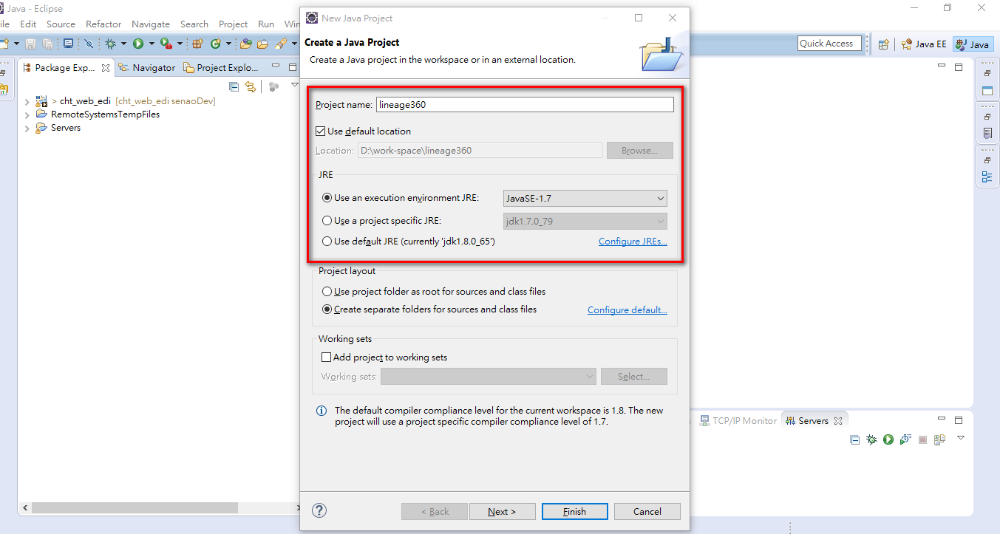 Java - Eclipse
ile Edit Source Refactor Navigate Search Project Run Win
Quick Access
Java EE
Java
Package Exp...
Navigator
Project Explo...
> cht_web_edi [cht_web_edi senaoDev]
RemoteSystemsTempFiles
Servers
New Java Project
Create a Java Project
Create a Java project in the workspace or in an external location.
Project name: lineage360
Use default location
Location: D:\work-space\lineage360 Browse...
JRE
Use an execution environment JRE: JavaSE-1.7
Use a project specific JRE: jdk1.7.0_79
Use default JRE (currently 'jdk1.8.0_65') Configure JREs...
Project layout
Use project folder as root for sources and class files
Create separate folders for sources and class files Configure default...
Working sets
Add project to working sets
Working sets: Select...
The default compiler compliance level for the current workspace is 1.8. The new
project will use a project specific compiler compliance level of 1.7.
< Back Next > Finish Cancel
TCP/IP Monitor Servers